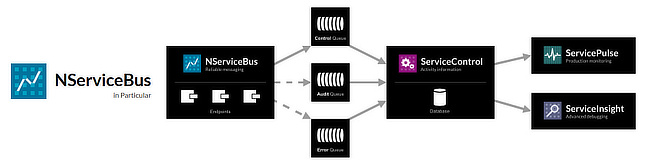 NServiceBus
In Particular
NServiceBus
Reliable messaging
Endpoints
Control Queue
Audit Queue
Error Queue
ServiceControl
Activity information
Database
ServicePulse
Production monitoring
ServiceInsight
Advanced debugging